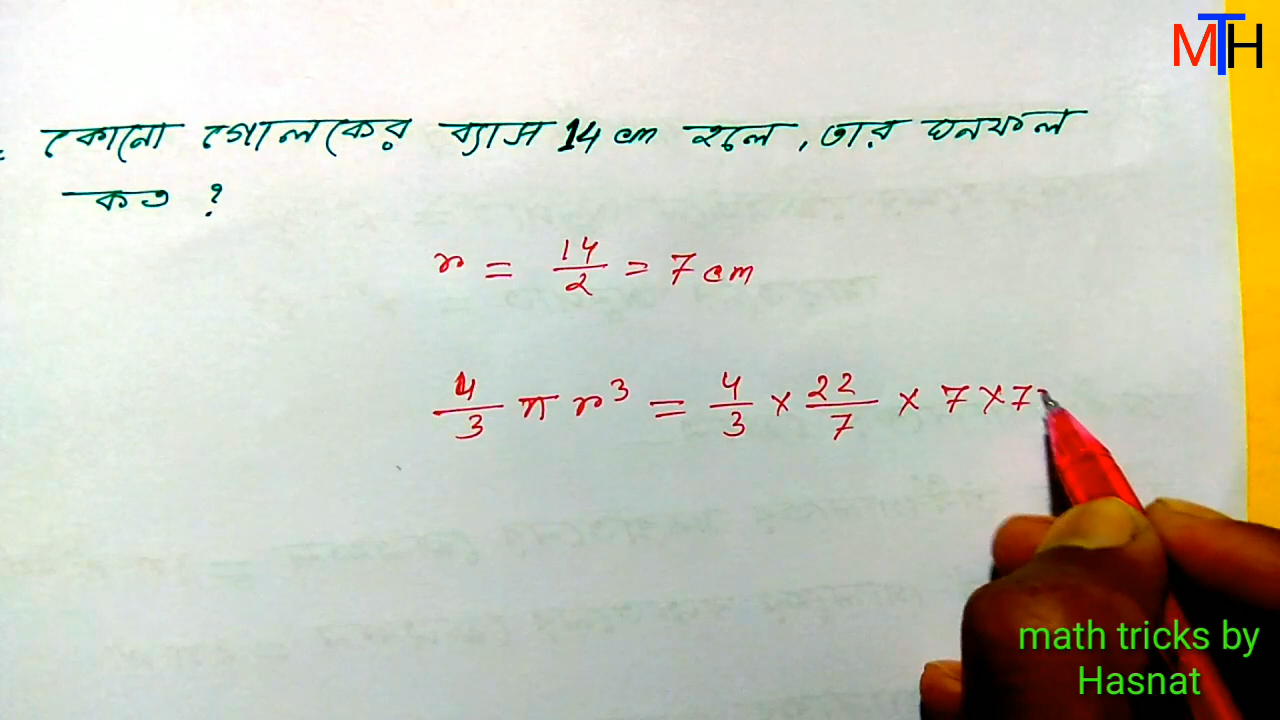 MTH
কোনো গোলকের ব্যাস 14 cm হলে, তার ঘনফল
কত ?
r = 14/2 = 7 cm
4/3 π r³ = 4/3 × 22/7 × 7 × 7
math tricks by
Hasnat